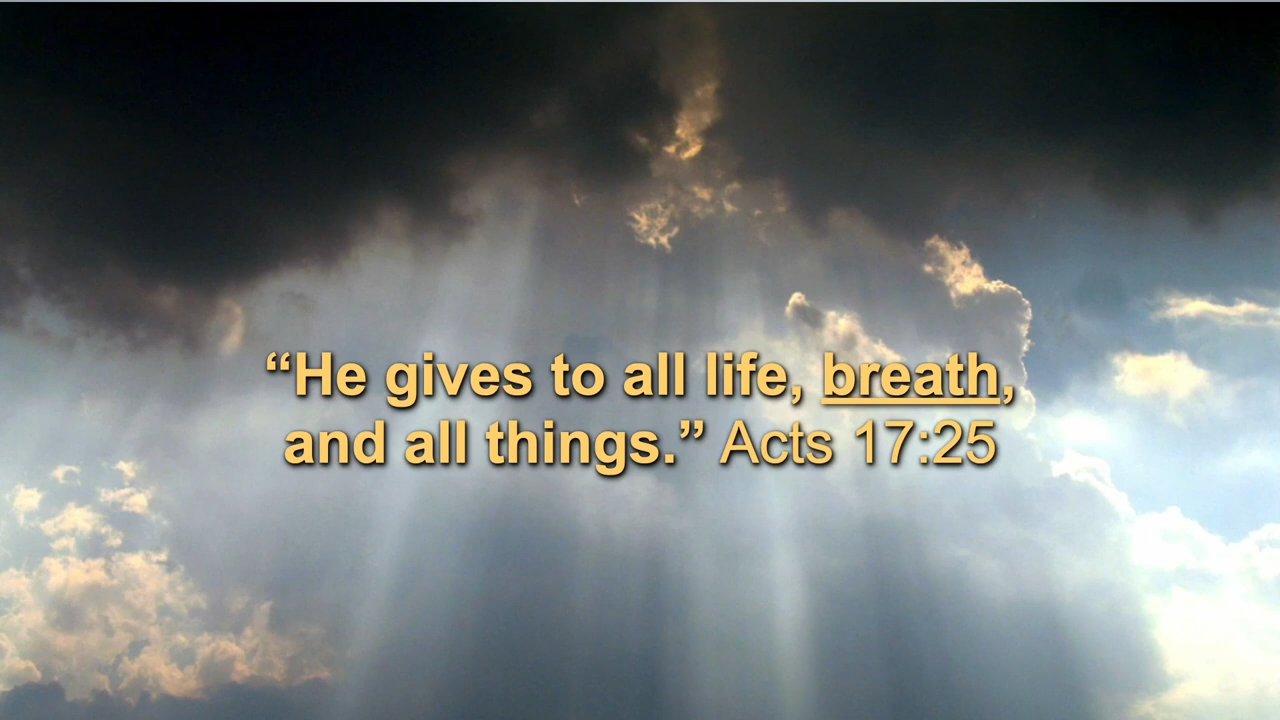 “He gives to all life, breath,
and all things.” Acts 17:25